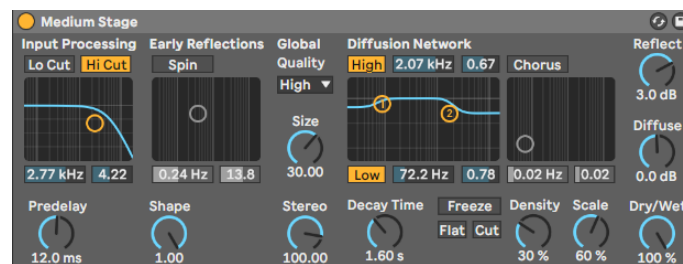 Medium Stage
Input Processing Early Reflections Global Diffusion Network Reflect
Lo Cut Hi Cut Spin Quality High 2.07 kHz 0.67 Chorus
High ▼ 3.0 dB
1 2
Size Diffuse
2.77 kHz 4.22 0.24 Hz 13.8 30.00 Low 72.2 Hz 0.78 0.02 Hz 0.02 0.0 dB
Predelay Shape Stereo Decay Time Freeze Density Scale Dry/Wet
Flat Cut
12.0 ms 1.00 100.00 1.60 s 30 % 60 % 100 %